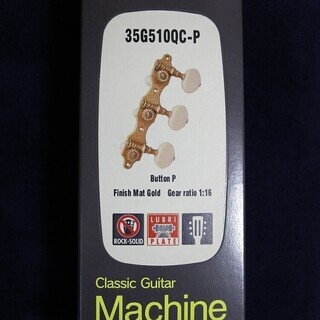 35G510QC-P
Button P
Finish Mat Gold Gear ratio 1:16
ROCK-SOLID
LUBRI
PLATE
Classic Guitar
Machine